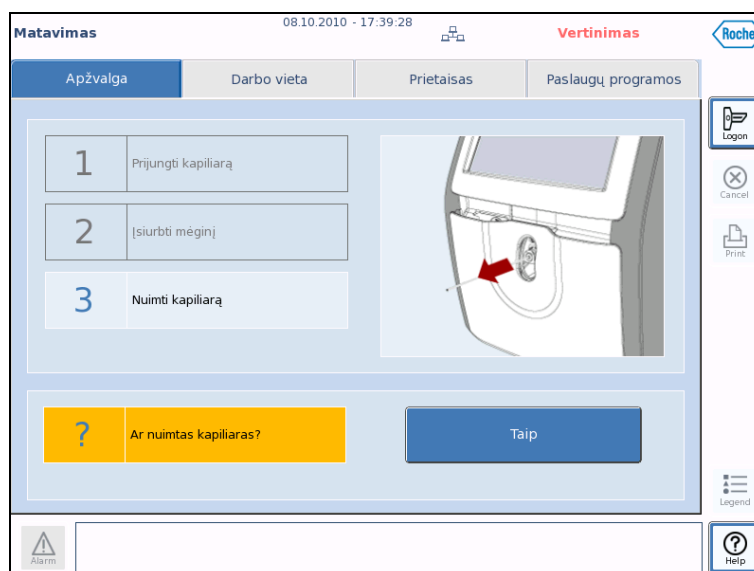 Matavimas
08.10.2010 - 17:39:28
Vertinimas
Roche
Apžvalga
Darbo vieta
Prietaisas
Paslaugų programos
1
Prijungti kapiliarą
2
Įsiurbti mėginį
3
Nuimti kapiliarą
?
Ar nuimtas kapiliaras?
Taip
Logon
Cancel
Print
Legend
Alarm
?
Help